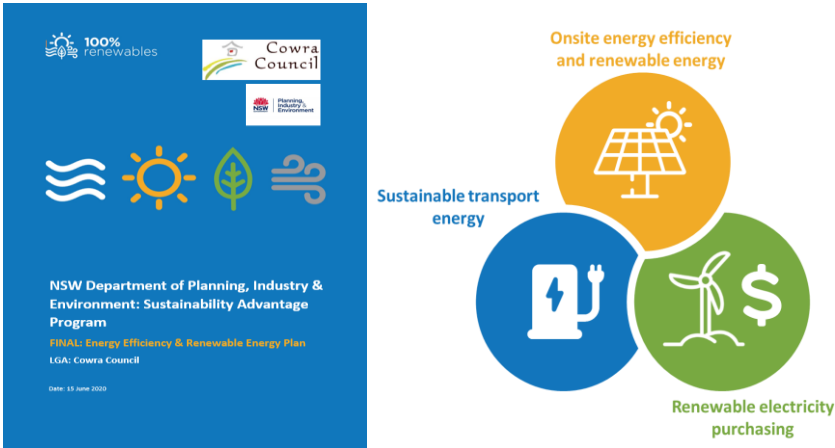 100%
renewables
Cowra
Council
NSW
Planning,
Industry &
Environment
NSW Department of Planning, Industry &
Environment: Sustainability Advantage
Program
FINAL: Energy Efficiency & Renewable Energy Plan
LGA: Cowra Council
Date: 15 June 2020
Onsite energy efficiency
and renewable energy
Sustainable transport
energy
$
Renewable electricity
purchasing